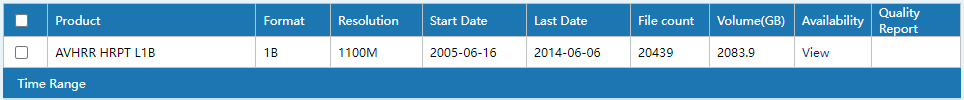 Product Format Resolution Start Date Last Date File count Volume(GB) Availability Quality Report
AVHRR HRPT L1B 1B 1100M 2005-06-16 2014-06-06 20439 2083.9 View
Time Range